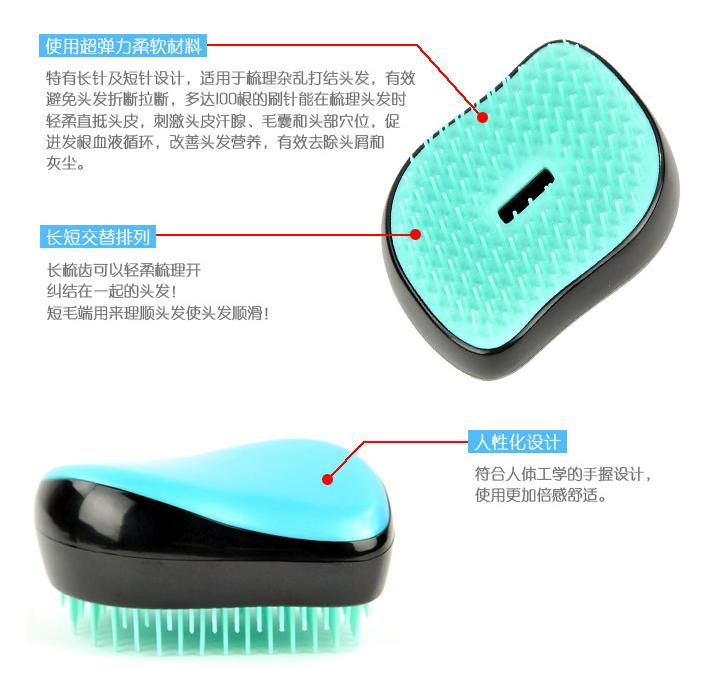 使用超弹力柔软材料
特有长针及短针设计，适用于梳理杂乱打结头发，有效
避免头发折断拉断，多达100根的刷针能在梳理头发时
轻柔直抵头皮，刺激头皮汗腺、毛囊和头部穴位，促
进发根血液循环，改善头发营养，有效去除头屑和
灰尘。
长短交替排列
长梳齿可以轻柔梳理开
纠结在一起的头发！
短毛端用来理顺头发使头发顺滑！
人性化设计
符合人体工学的手握设计，
使用更加倍感舒适。